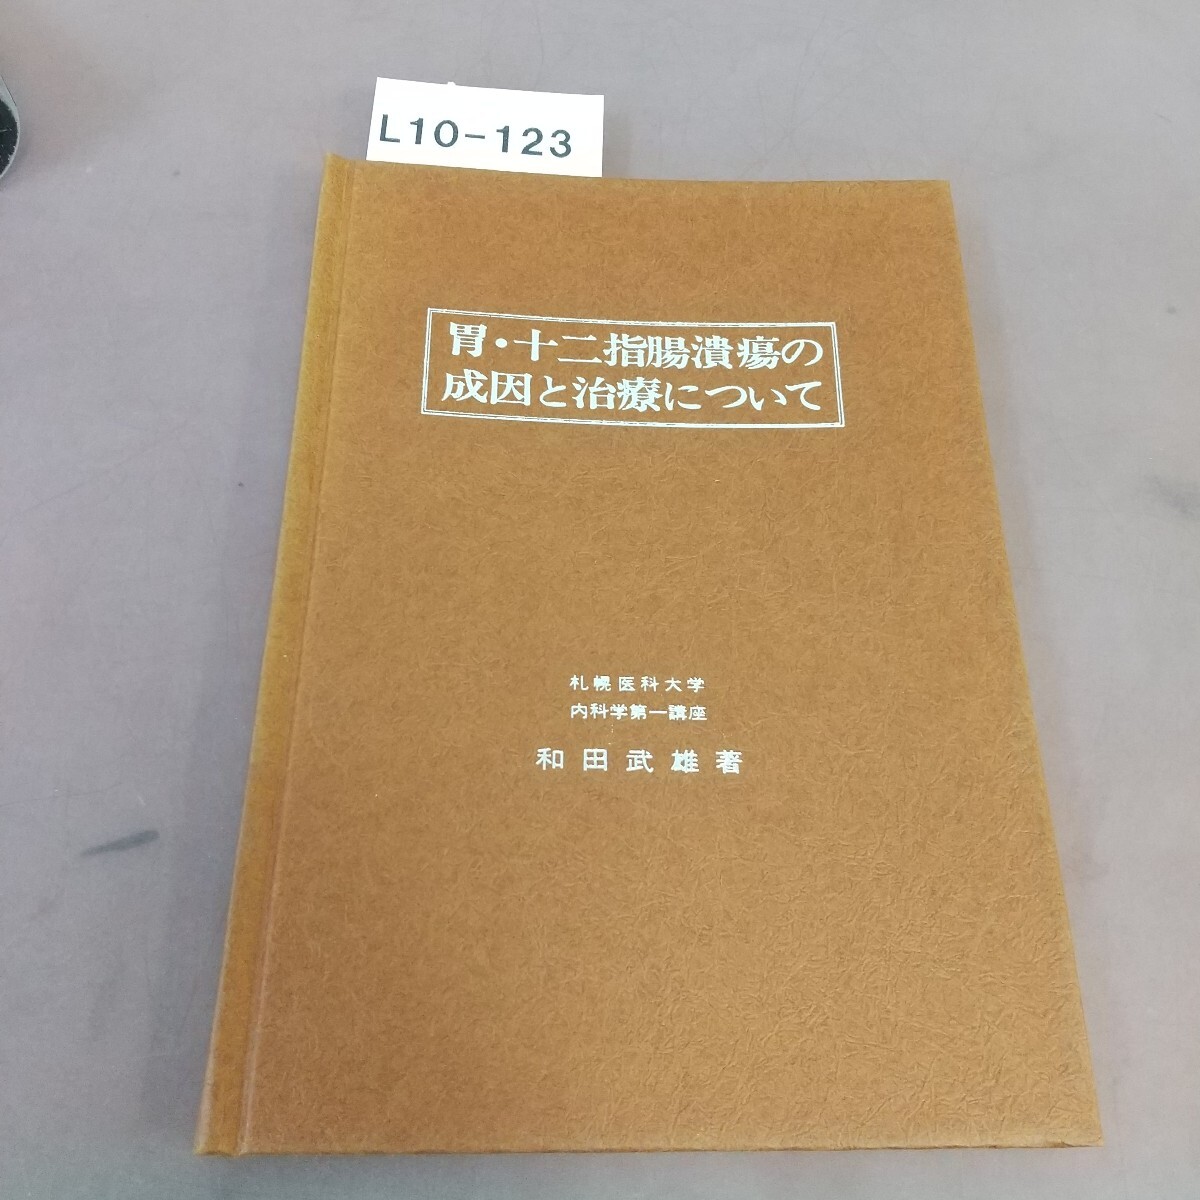 L10-123
胃・十二指腸潰瘍の
成因と治療について
札幌医科大学
内科学第一講座
和田武雄著